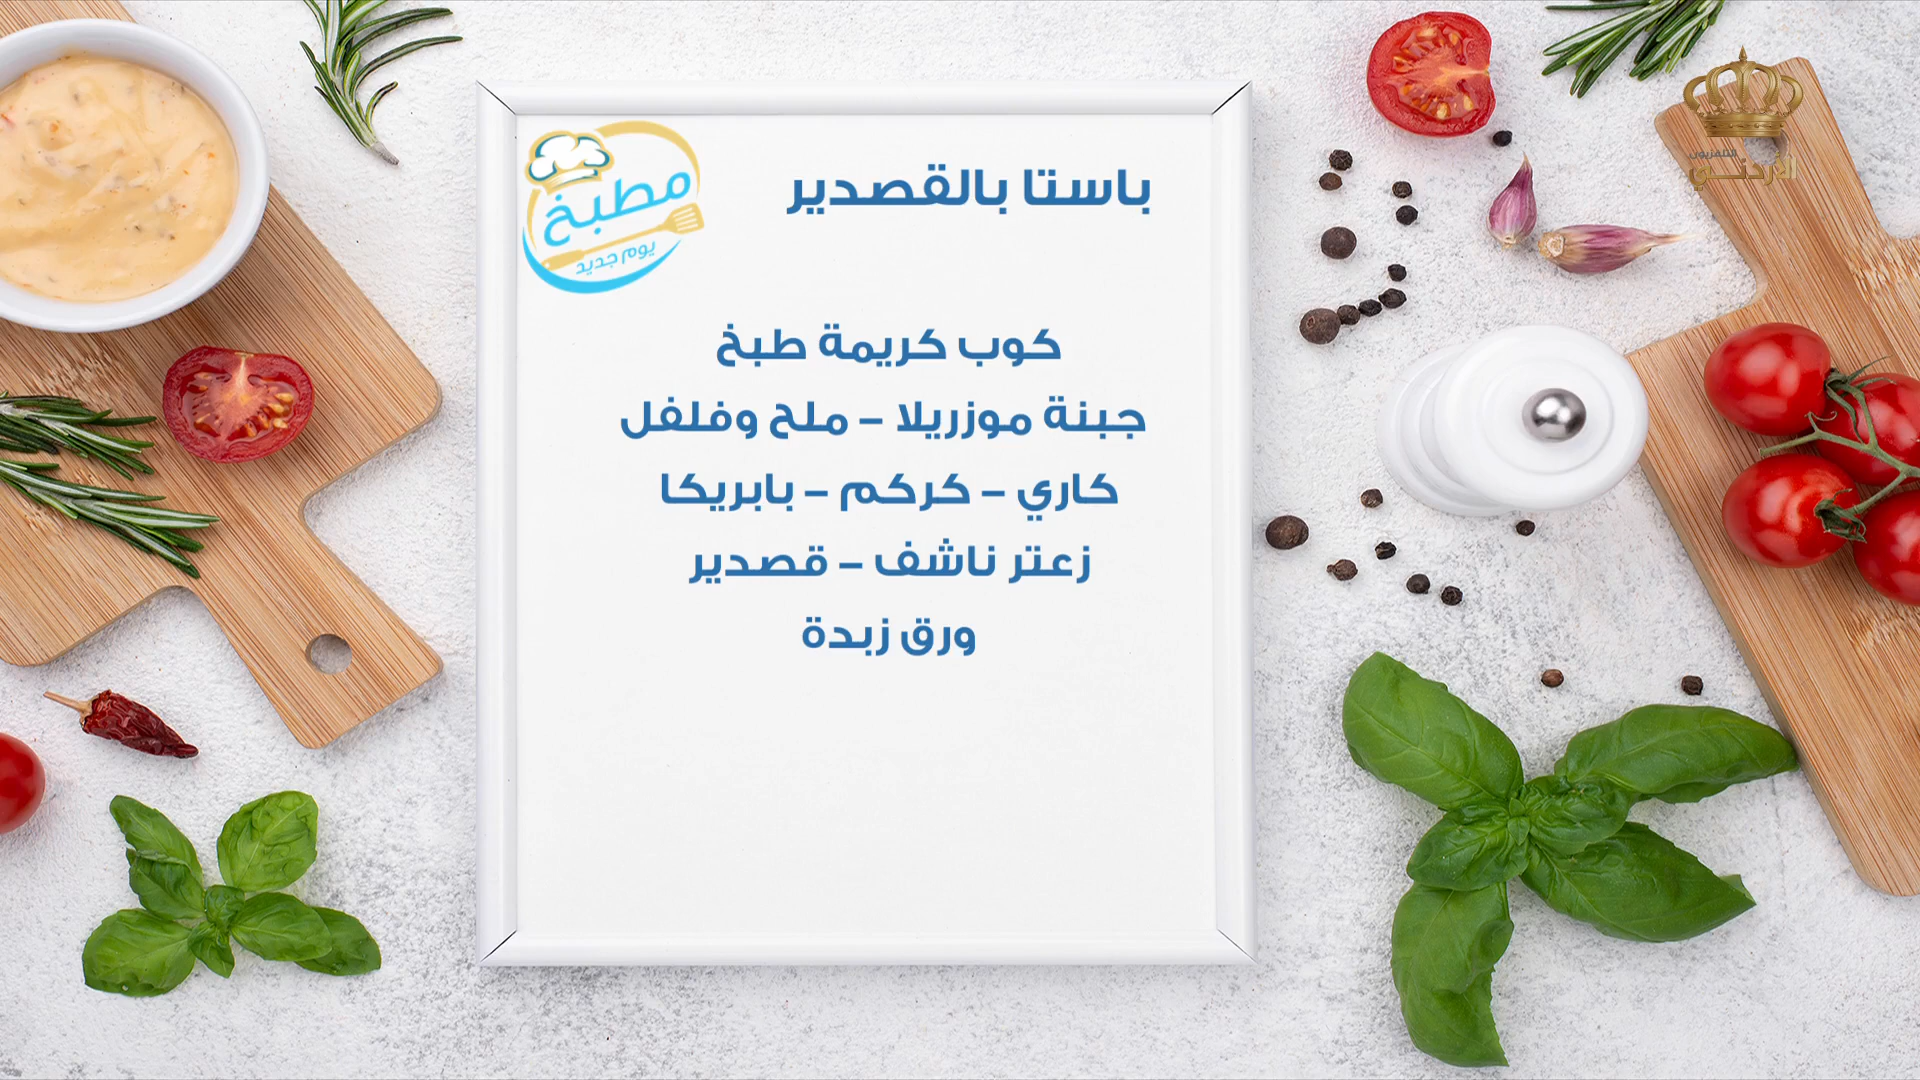 باستا بالقصدير
مطبخ
يوم جديد
التلفزيون
الأردنــي
كوب كريمة طبخ
جبنة موزريلا – ملح وفلفل
كاري – كركم – بابريكا
زعتر ناشف – قصدير
ورق زبدة